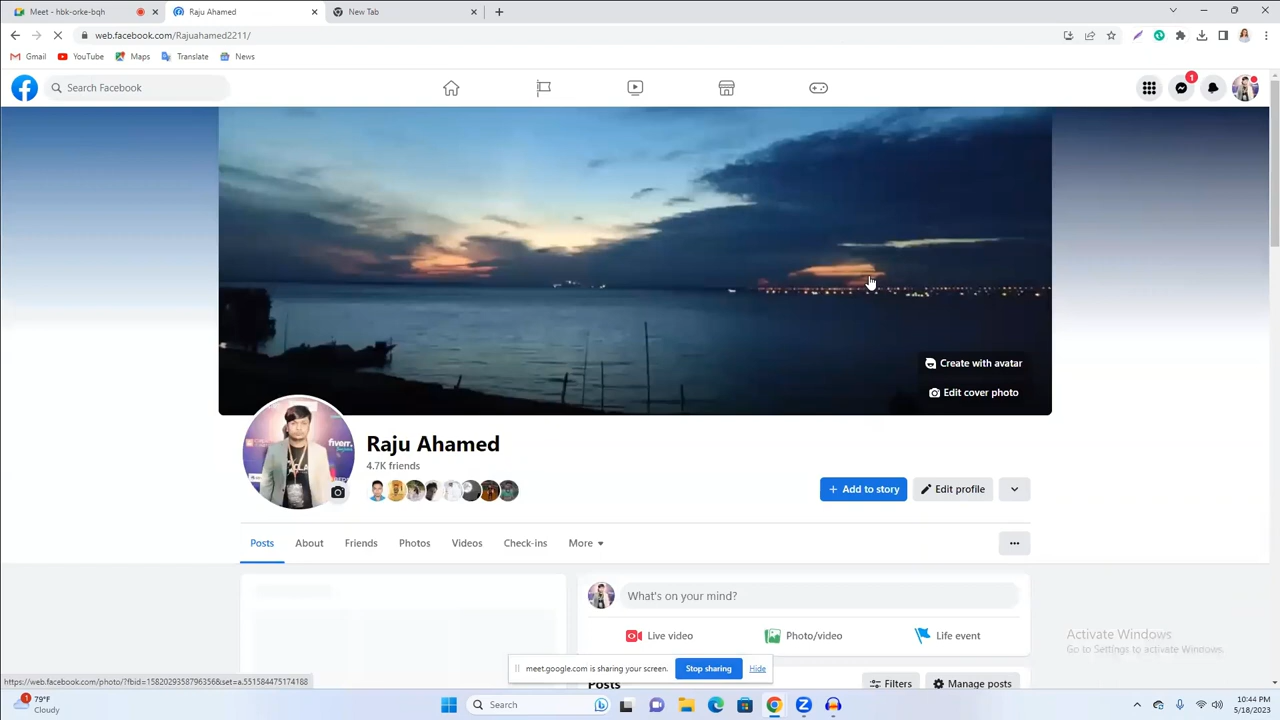 Meet - hbk-orke-bqh
Raju Ahamed
New Tab
web.facebook.com/Rajuahamed2211/
Gmail
YouTube
Maps
Translate
News
Search Facebook
1
fiverr.
Create with avatar
Edit cover photo
Raju Ahamed
4.7K friends
+ Add to story
Edit profile
Posts
About
Friends
Photos
Videos
Check-ins
More
What's on your mind?
Live video
Photo/video
Life event
Activate Windows
Go to Settings to activate Windows.
meet.google.com is sharing your screen.
Stop sharing
Hide
Posts
Filters
Manage posts
https://web.facebook.com/photo/?fbid=158202935879635&set=a.551584475174188
1
79°F
Cloudy
Search
10:44 PM
5/18/2023